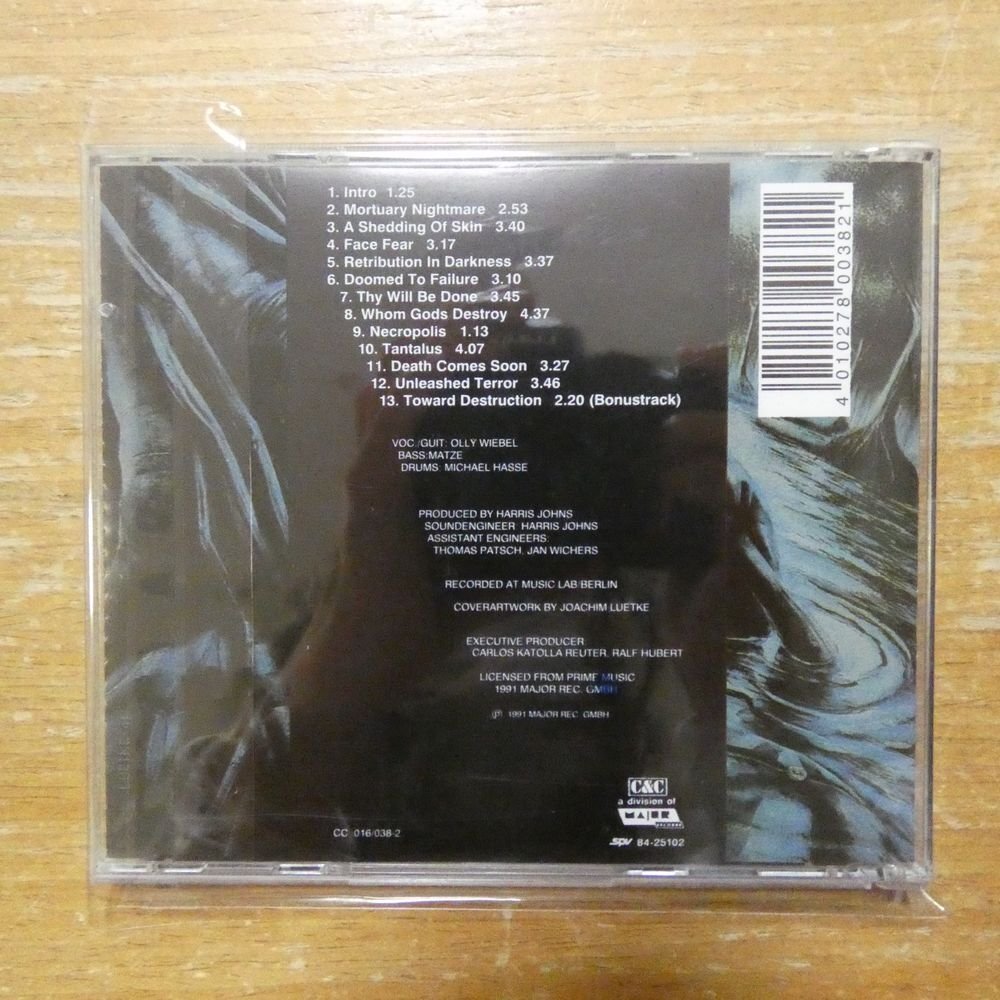 1. Intro 1.25
2. Mortuary Nightmare 2.53
3. A Shedding Of Skin 3.40
4. Face Fear 3.17
5. Retribution In Darkness 3.37
6. Doomed To Failure 3.10
7. Thy Will Be Done 3.45
8. Whom Gods Destroy 4.37
9. Necropolis 1.13
10. Tantalus 4.07
11. Death Comes Soon 3.27
12. Unleashed Terror 3.46
13. Toward Destruction 2.20 (Bonustrack)
VOC./GUIT: OLLY WIEBEL
BASS:MATZE
DRUMS: MICHAEL HASSE
PRODUCED BY HARRIS JOHNS
SOUNDENGINEER HARRIS JOHNS
ASSISTANT ENGINEERS:
THOMAS PATSCH, JAN WICHERS
RECORDED AT MUSIC LAB BERLIN
COVERARTWORK BY JOACHIM LUETKE
EXECUTIVE PRODUCER
CARLOS KATOLLA REUTER, RALF HUBERT
LICENSED FROM PRIME MUSIC
1991 MAJOR REC. GMBH
℗ 1991 MAJOR REC. GMBH
C&C
a division of
MAJOR
RECORDS
CC 016/038-2
SPV 84-25102
4 010278 003821